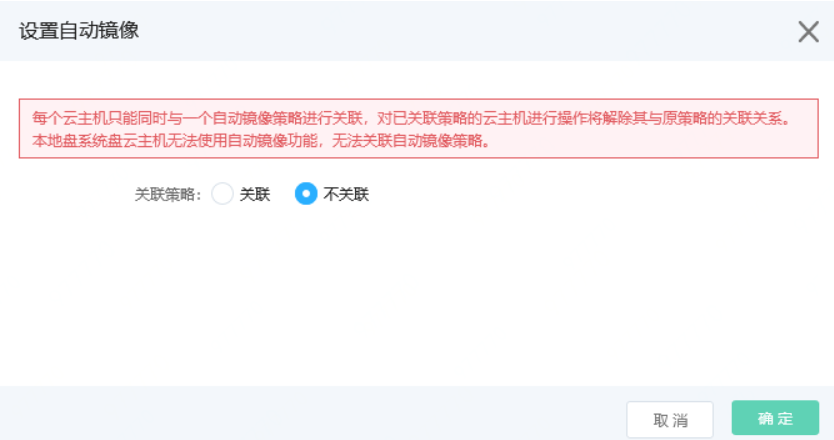 设置自动镜像
每个云主机只能同时与一个自动镜像策略进行关联，对已关联策略的云主机进行操作将解除其与原策略的关联关系。
本地盘系统盘云主机无法使用自动镜像功能，无法关联自动镜像策略。
关联策略: 关联 不关联
取消 确定